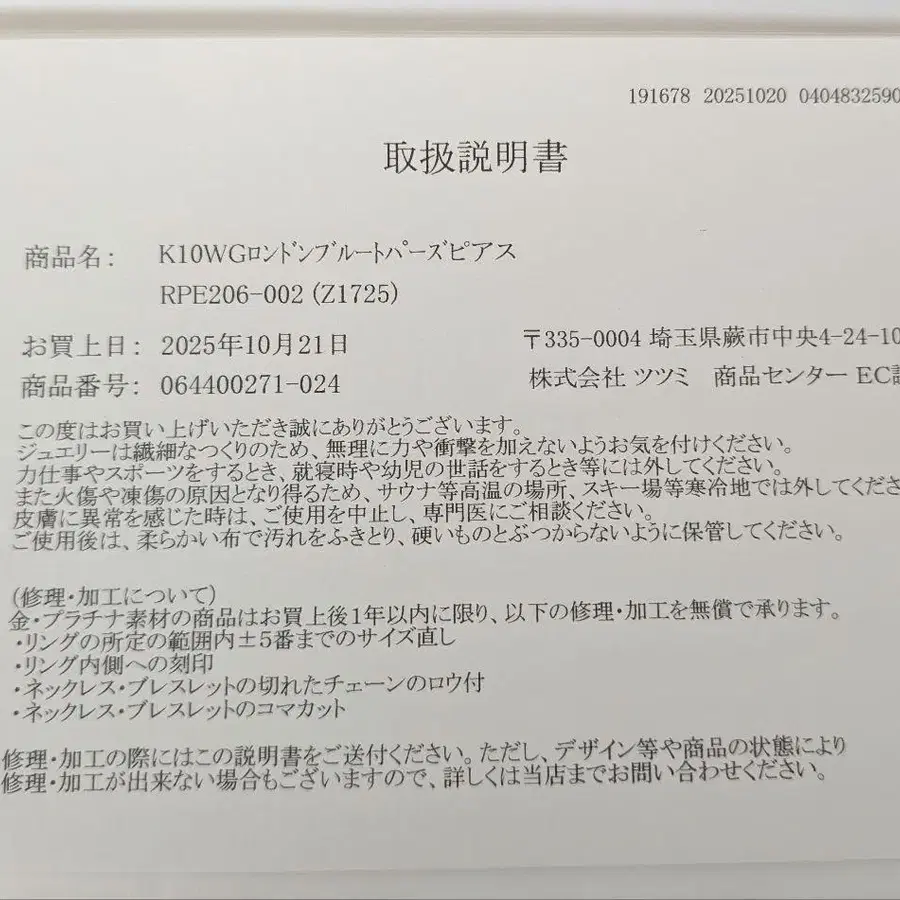 191678 20251020 0404832590
取扱説明書
商品名： K10WGﾛﾝﾄﾞﾝﾌﾞﾙｰﾄﾊﾟｰｽﾞﾋﾟｱｽ
RPE206-002 (Z1725)
お買上日： 2025年10月21日
〒335-0004 埼玉県蕨市中央4-24-10
商品番号： 064400271-024
株式会社 ツツミ 商品センター EC
この度はお買い上げいただき誠にありがとうございます。
ジュエリーは繊細なつくりのため、無理に力や衝撃を加えないようお気を付けください。
力仕事やスポーツをするとき、就寝時や幼児の世話をするとき等には外してください。
また火傷や凍傷の原因となり得るため、サウナ等高温の場所、スキー場等寒冷地では外してくださ
皮膚に異常を感じた時は、ご使用を中止し、専門医にご相談ください。
ご使用後は、柔らかい布で汚れをふきとり、硬いものとぶつからないように保管してください。
(修理・加工について)
金・プラチナ素材の商品はお買上後1年以内に限り、以下の修理・加工を無償で承ります。
・リングの所定の範囲内±5番までのサイズ直し
・リング内側への刻印
・ネックレス・ブレスレットの切れたチェーンのロウ付
・ネックレス・ブレスレットのコマカット
修理・加工の際にはこの説明書をご送付ください。ただし、デザイン等や商品の状態により
修理・加工が出来ない場合もございますので、詳しくは当店までお問い合わせください。